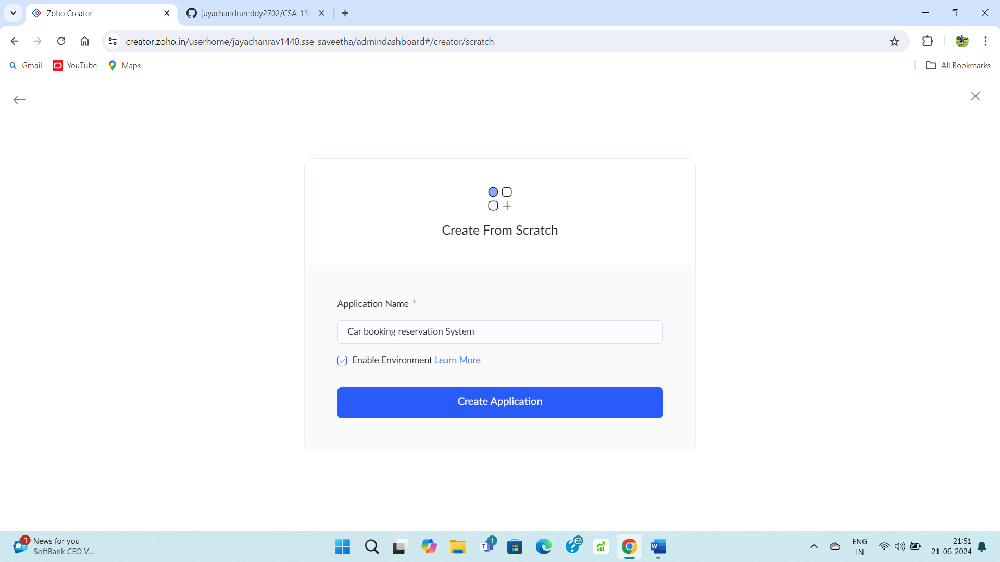 Zoho Creator
jayachandrareddy2702/CSA-158
creator.zoho.in/userhome/jayachanrav1440.sse_saveetha/admindashboard#/creator/scratch
Gmail
YouTube
Maps
All Bookmarks
Create From Scratch
Application Name *
Car booking reservation System
Enable Environment Learn More
Create Application
1
News for you
SoftBank CEO V...
1
ENG
IN
21:51
21-06-2024